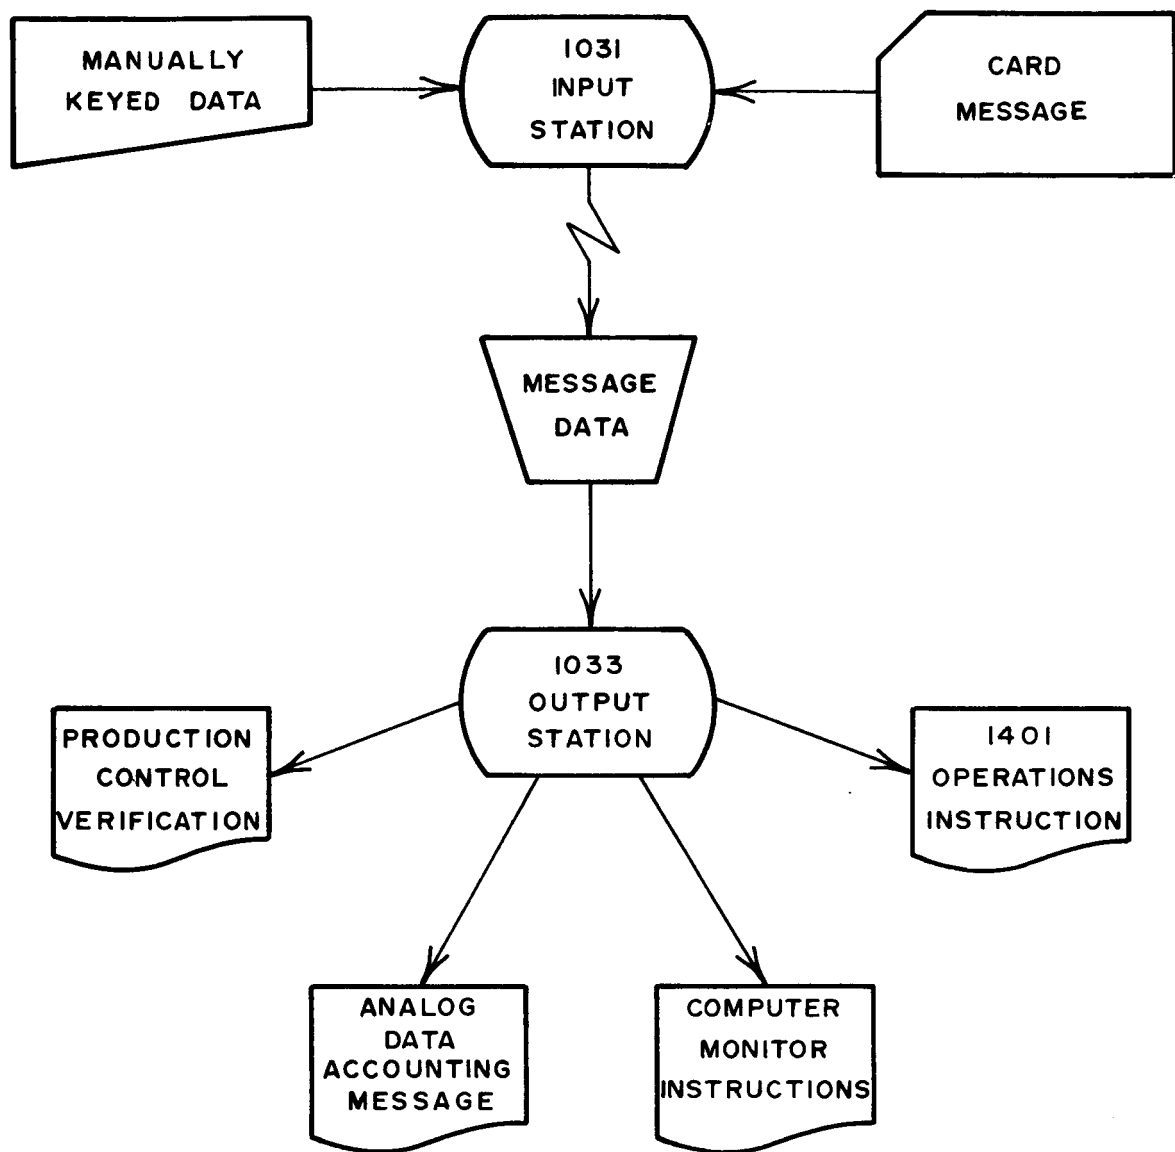 MANUALLY
KEYED DATA
1031
INPUT
STATION
CARD
MESSAGE
MESSAGE
DATA
1033
OUTPUT
STATION
PRODUCTION
CONTROL
VERIFICATION
1401
OPERATIONS
INSTRUCTION
ANALOG
DATA
ACCOUNTING
MESSAGE
COMPUTER
MONITOR
INSTRUCTIONS